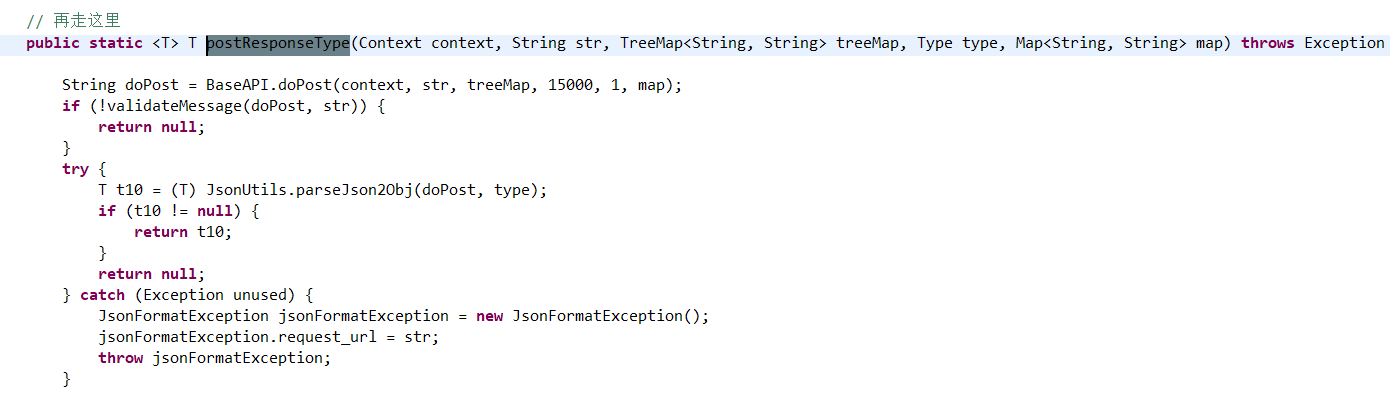 // 再走这里
public static <T> T postResponseType(Context context, String str, TreeMap<String, String> treeMap, Type type, Map<String, String> map) throws Exception
String doPost = BaseAPI.doPost(context, str, treeMap, 15000, 1, map);
if (!validateMessage(doPost, str)) {
return null;
}
try {
T t10 = (T) JsonUtils.parseJson2Obj(doPost, type);
if (t10 != null) {
return t10;
}
return null;
} catch (Exception unused) {
JsonFormatException jsonFormatException = new JsonFormatException();
jsonFormatException.request_url = str;
throw jsonFormatException;
}